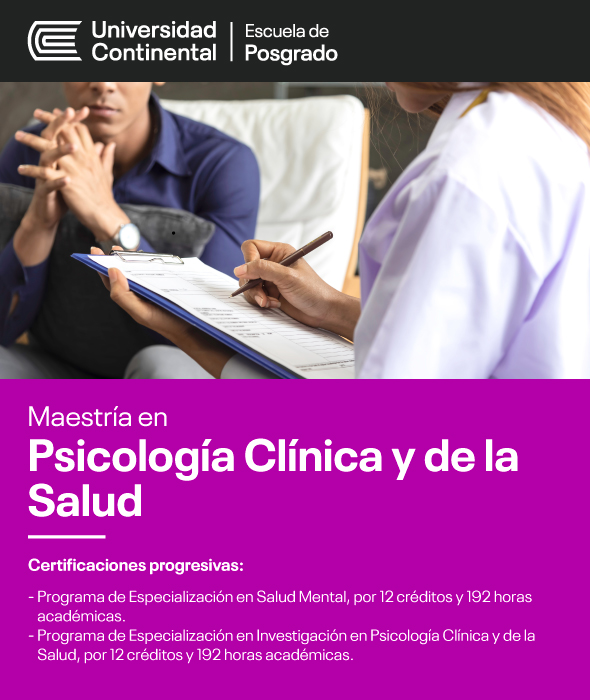 Universidad
Continental
Escuela de
Posgrado
Maestría en
Psicología Clínica y de la
Salud
Certificaciones progresivas:
- Programa de Especialización en Salud Mental, por 12 créditos y 192 horas
académicas.
- Programa de Especialización en Investigación en Psicología Clínica y de la
Salud, por 12 créditos y 192 horas académicas.